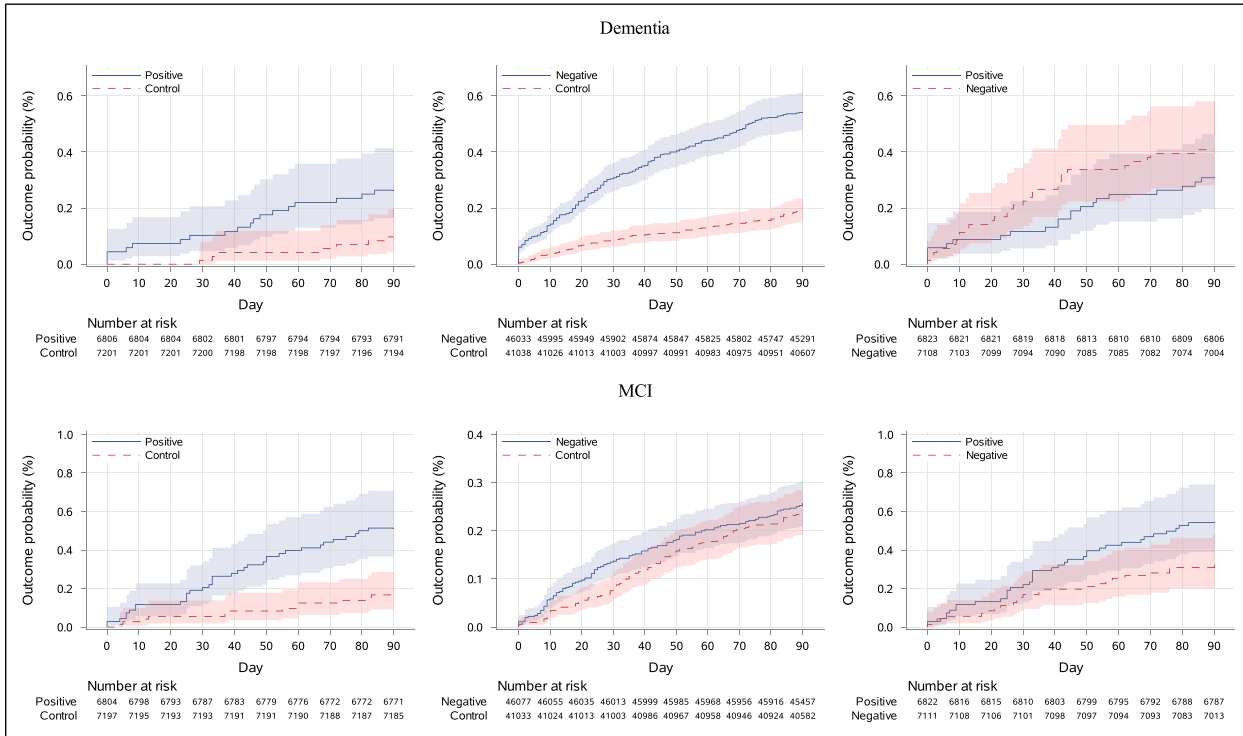 Dementia
Positive
Control
Outcome probability (%)
0.6
0.4
0.2
0.0
0 10 20 30 40 50 60 70 80 90
Day
Number at risk
Positive 6806 6804 6804 6802 6801 6797 6794 6794 6793 6791
Control 7201 7201 7201 7200 7198 7198 7198 7197 7196 7194
Negative
Control
Outcome probability (%)
0.6
0.4
0.2
0.0
0 10 20 30 40 50 60 70 80 90
Day
Number at risk
Negative 46033 45995 45949 45902 45874 45847 45825 45802 45747 45291
Control 41038 41026 41013 41003 40997 40991 40983 40975 40951 40607
Positive
Negative
Outcome probability (%)
0.6
0.4
0.2
0.0
0 10 20 30 40 50 60 70 80 90
Day
Number at risk
Positive 6823 6821 6821 6819 6818 6813 6810 6810 6809 6806
Negative 7108 7103 7099 7094 7090 7085 7085 7082 7074 7004
MCI
Positive
Control
Outcome probability (%)
1.0
0.8
0.6
0.4
0.2
0.0
0 10 20 30 40 50 60 70 80 90
Day
Number at risk
Positive 6804 6798 6793 6787 6783 6779 6776 6772 6772 6771
Control 7197 7195 7193 7193 7191 7191 7190 7188 7187 7185
Negative
Control
Outcome probability (%)
0.4
0.3
0.2
0.1
0.0
0 10 20 30 40 50 60 70 80 90
Day
Number at risk
Negative 46077 46055 46035 46013 45999 45985 45968 45956 45916 45457
Control 41033 41024 41013 41003 40986 40967 40958 40946 40924 40582
Positive
Negative
Outcome probability (%)
1.0
0.8
0.6
0.4
0.2
0.0
0 10 20 30 40 50 60 70 80 90
Day
Number at risk
Positive 6822 6816 6815 6810 6803 6799 6795 6792 6788 6787
Negative 7111 7108 7106 7101 7098 7097 7094 7093 7083 7013